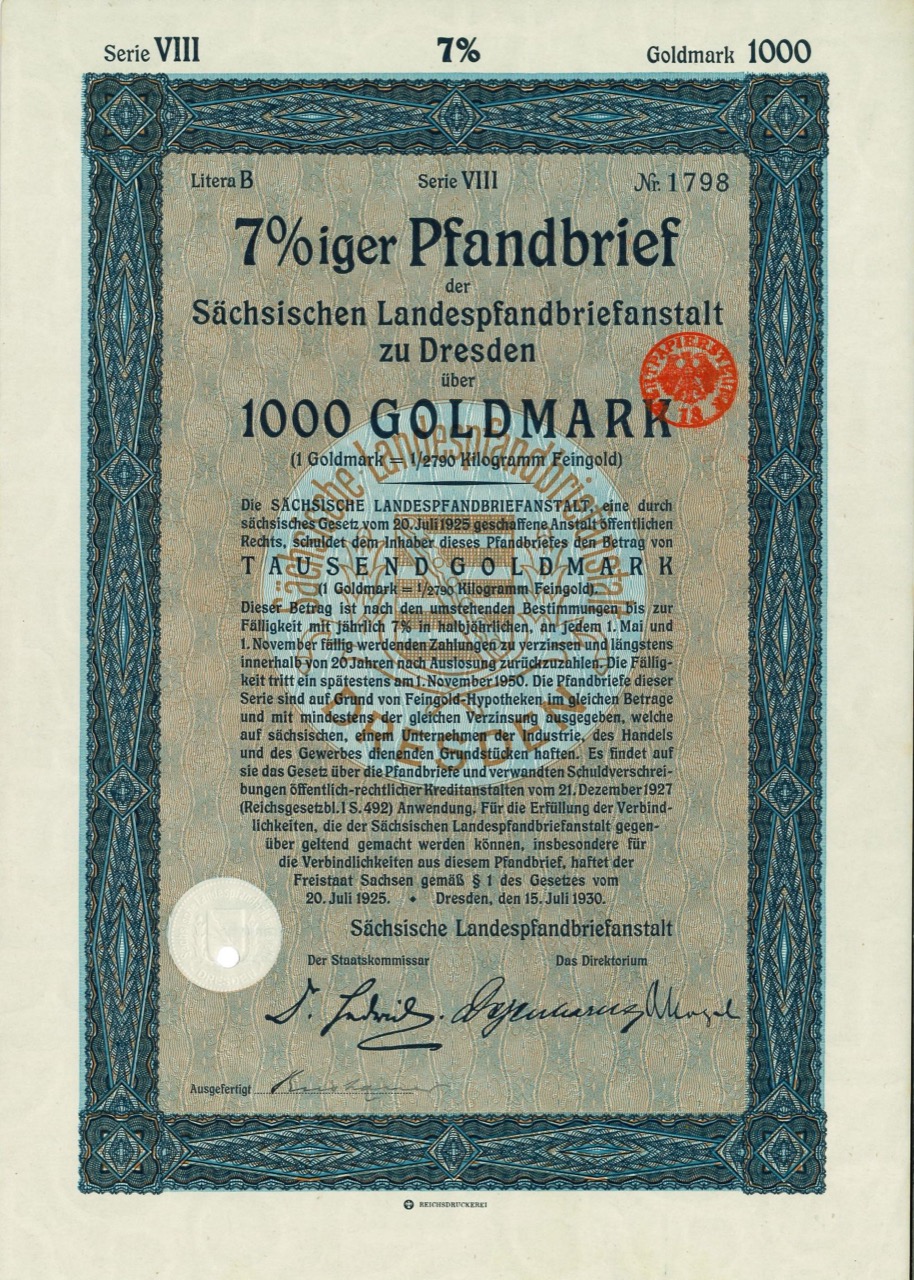 Serie VIII 7% Goldmark 1000
Litera B Serie VIII Nr. 1798
7%iger Pfandbrief
der
Sächsischen Landespfandbriefanstalt
zu Dresden
über
1000 GOLDMARK
(1 Goldmark = 1/2790 Kilogramm Feingold)
Sächsische Landespfandbriefanstalt
DRESDEN
Die SÄCHSISCHE LANDESPFANDBRIEFANSTALT, eine durch
sächsisches Gesetz vom 20. Juli 1925 geschaffene Anstalt öffentlichen
Rechts, schuldet dem Inhaber dieses Pfandbriefes den Betrag von
TAUSENDGOLDMARK
(1 Goldmark = 1/2790 Kilogramm Feingold).
Dieser Betrag ist nach den umstehenden Bestimmungen bis zur
Fälligkeit mit jährlich 7% in halbjährlichen, an jedem 1. Mai und
1. November fällig werdenden Zahlungen zu verzinsen und längstens
innerhalb von 20 Jahren nach Auslosung zurückzuzahlen. Die Fällig-
keit tritt ein spätestens am 1. November 1950. Die Pfandbriefe dieser
Serie sind auf Grund von Feingold-Hypotheken im gleichen Betrage
und mit mindestens der gleichen Verzinsung ausgegeben, welche
auf sächsischen, einem Unternehmen der Industrie, des Handels
und des Gewerbes dienenden Grundstücken haften. Es findet auf
sie das Gesetz über die Pfandbriefe und verwandten Schuldverschrei-
bungen öffentlich-rechtlicher Kreditanstalten vom 21. Dezember 1927
(Reichsgesetzbl. I S. 492) Anwendung. Für die Erfüllung der Verbind-
lichkeiten, die der Sächsischen Landespfandbriefanstalt gegen-
über geltend gemacht werden können, insbesondere für
die Verbindlichkeiten aus diesem Pfandbrief, haftet der
Freistaat Sachsen gemäß § 1 des Gesetzes vom
20. Juli 1925. ⬥ Dresden, den 15. Juli 1930.
Sächsische Landespfandbriefanstalt
Der Staatskommissar Das Direktorium
Ausgefertigt
REICHSDRUCKEREI